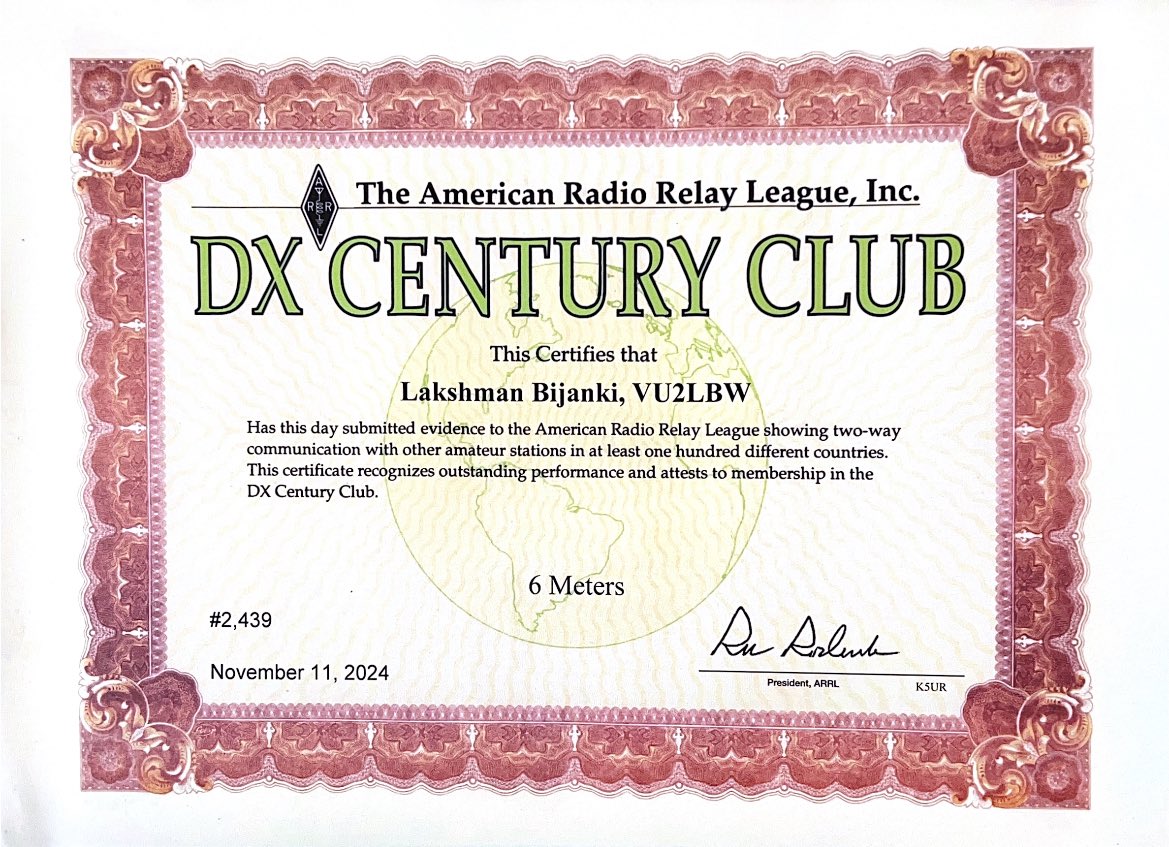 The American Radio Relay League, Inc.
ARRL
DX CENTURY CLUB
This Certifies that
Lakshman Bijanki, VU2LBW
Has this day submitted evidence to the American Radio Relay League showing two-way
communication with other amateur stations in at least one hundred different countries.
This certificate recognizes outstanding performance and attests to membership in the
DX Century Club.
6 Meters
#2,439
November 11, 2024
President, ARRL
K5UR